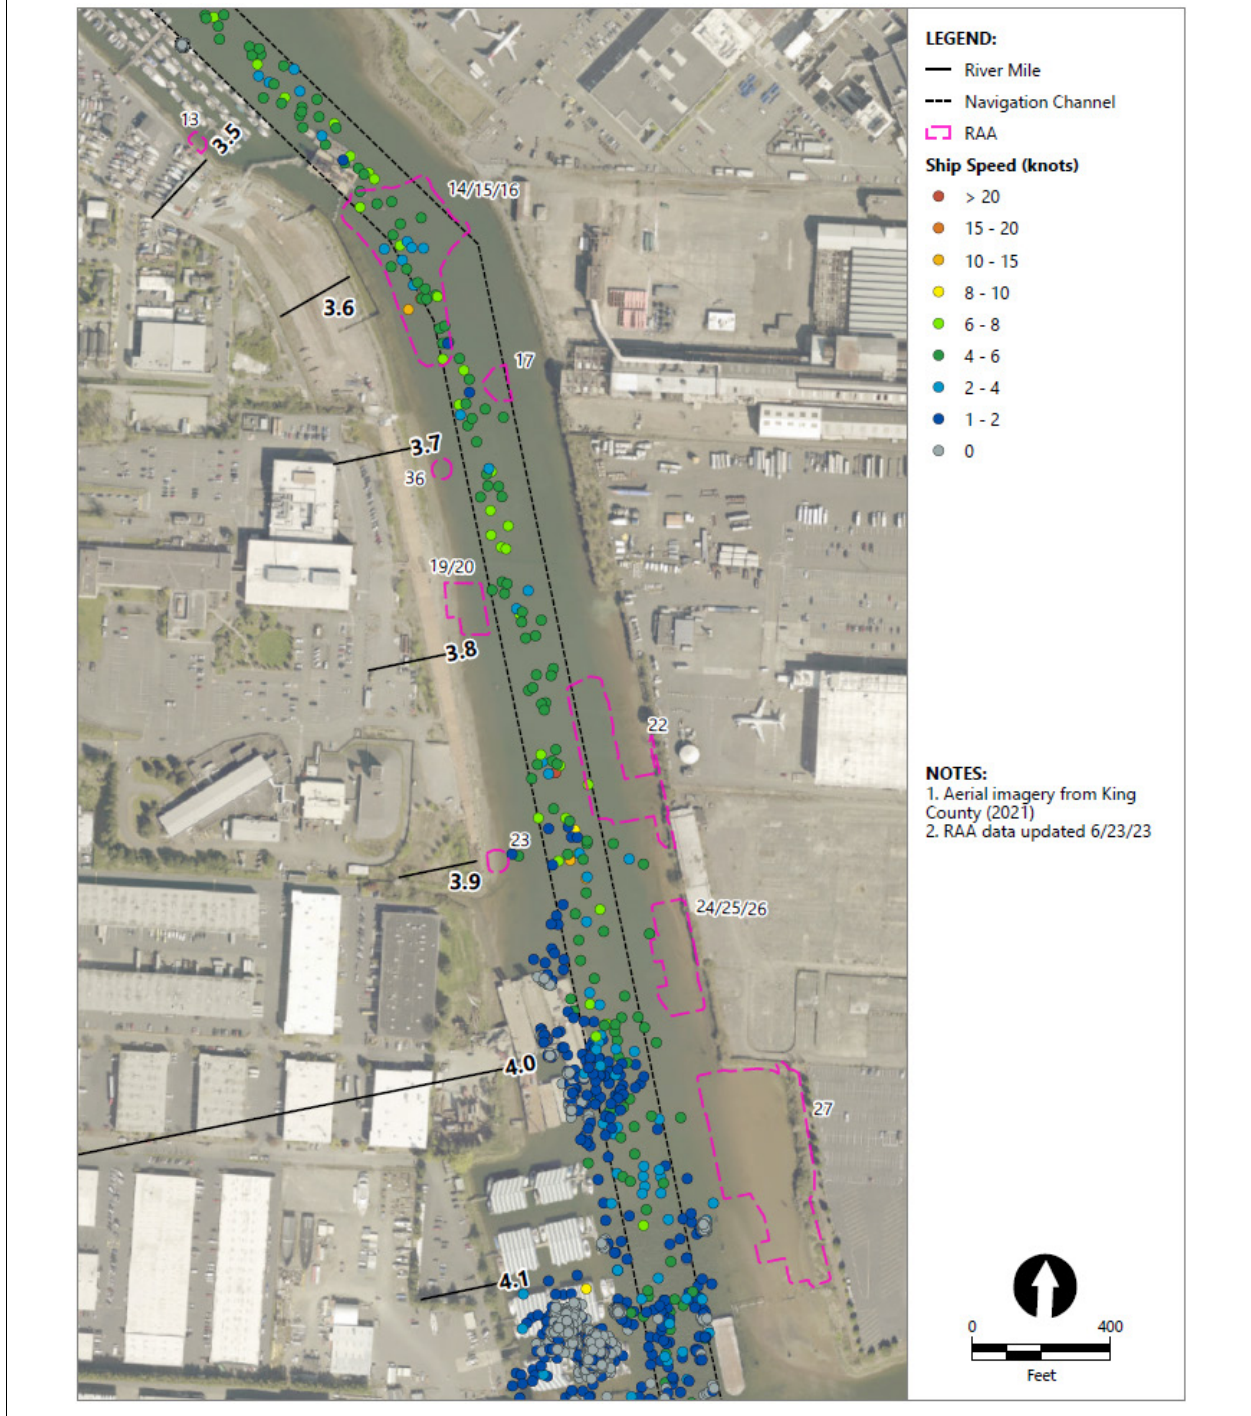 13
3.5
14/15/16
3.6
17
3.7
36
19/20
3.8
22
23
3.9
24/25/26
4.0
27
4.1
LEGEND:
River Mile
Navigation Channel
RAA
Ship Speed (knots)
> 20
15 - 20
10 - 15
8 - 10
6 - 8
4 - 6
2 - 4
1 - 2
0
NOTES:
1. Aerial imagery from King
County (2021)
2. RAA data updated 6/23/23
0 400
Feet